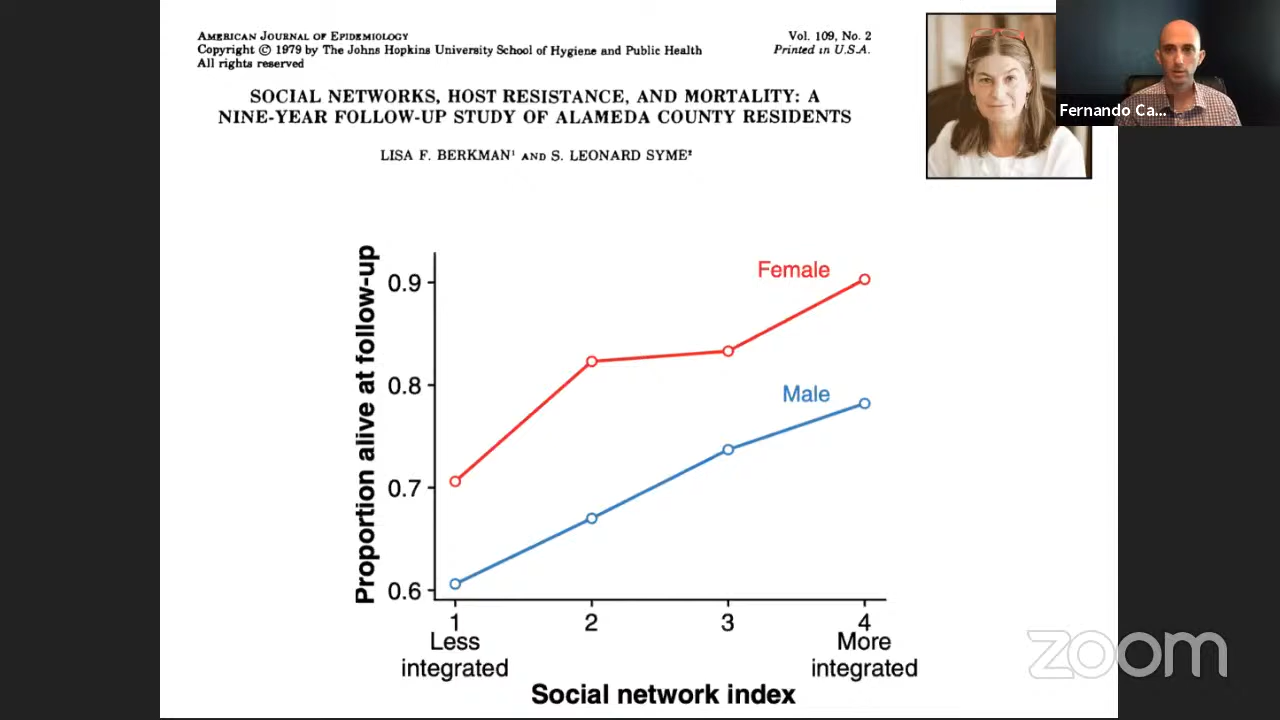 AMERICAN JOURNAL OF EPIDEMIOLOGY
Copyright © 1979 by The Johns Hopkins University School of Hygiene and Public Health
All rights reserved
Vol. 109, No. 2
Printed in U.S.A.
SOCIAL NETWORKS, HOST RESISTANCE, AND MORTALITY: A
NINE-YEAR FOLLOW-UP STUDY OF ALAMEDA COUNTY RESIDENTS
LISA F. BERKMAN¹ AND S. LEONARD SYME²
Fernando Ca...
Proportion alive at follow-up
0.9
0.8
0.7
0.6
Female
Male
1
2
3
4
Less
integrated
More
integrated
Social network index
zoom